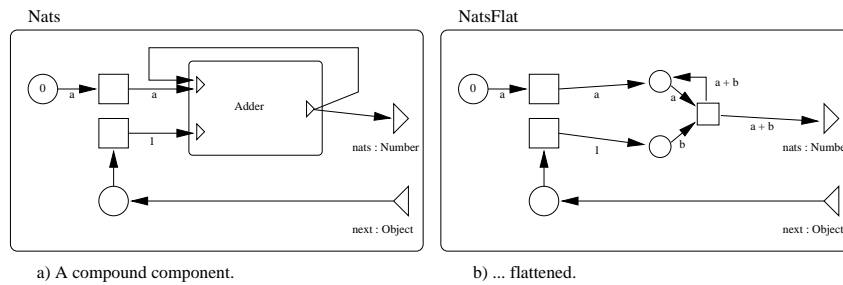 Nats
0
a
a
Adder
1
nats : Number
next : Object
a) A compound component.
NatsFlat
0
a
a
a
a + b
1
b
a + b
nats : Numbe
next : Object
b) ... flattened.